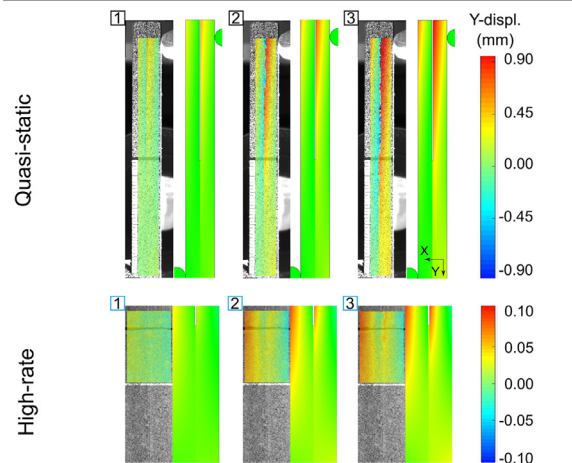 1
2
3
Y-displ.
(mm)
0.90
0.45
0.00
-0.45
-0.90
Quasi-static
X
Y
1
2
3
0.10
0.05
0.00
-0.05
-0.10
High-rate